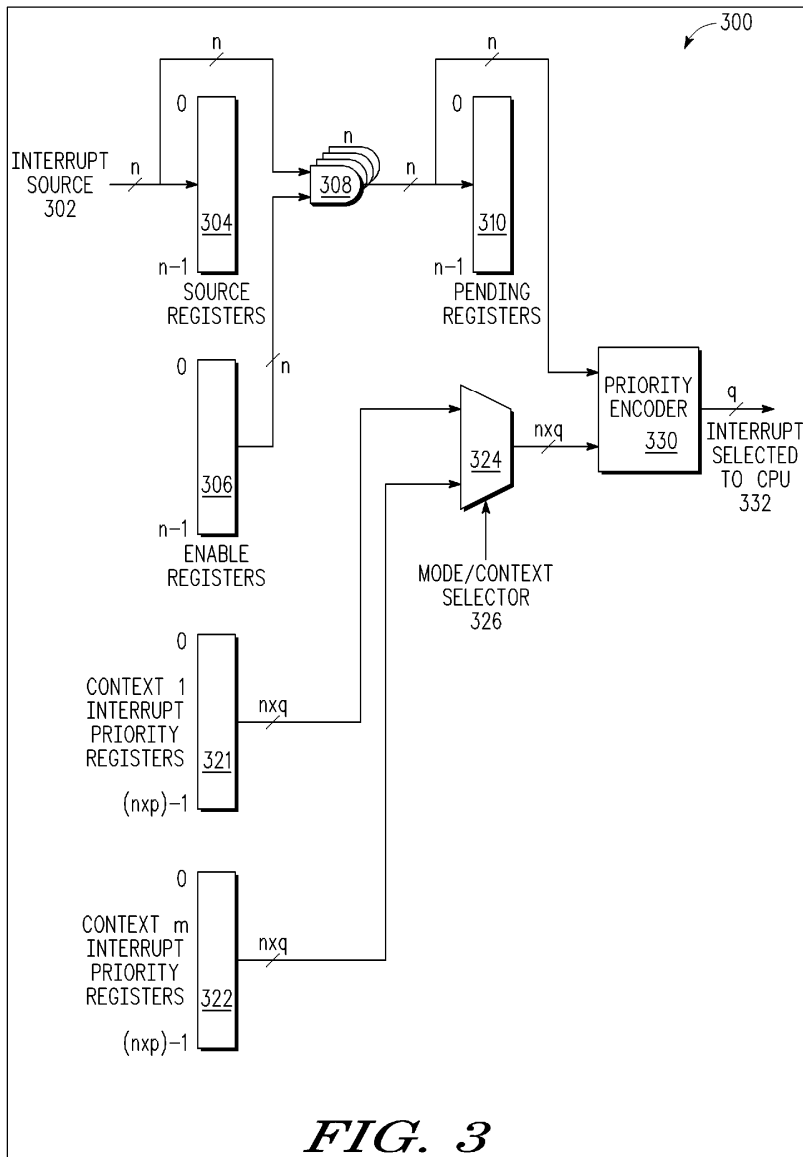 300
n
n
0
0
INTERRUPT
SOURCE
302
n
n
308
n
304
310
n-1
n-1
SOURCE
REGISTERS
PENDING
REGISTERS
0
n
306
n-1
ENABLE
REGISTERS
324
nxq
PRIORITY
ENCODER
330
q
INTERRUPT
SELECTED
TO CPU
332
MODE/CONTEXT
SELECTOR
326
0
CONTEXT 1
INTERRUPT
PRIORITY
REGISTERS
321
nxq
(nxp)-1
0
CONTEXT m
INTERRUPT
PRIORITY
REGISTERS
322
nxq
(nxp)-1
FIG. 3